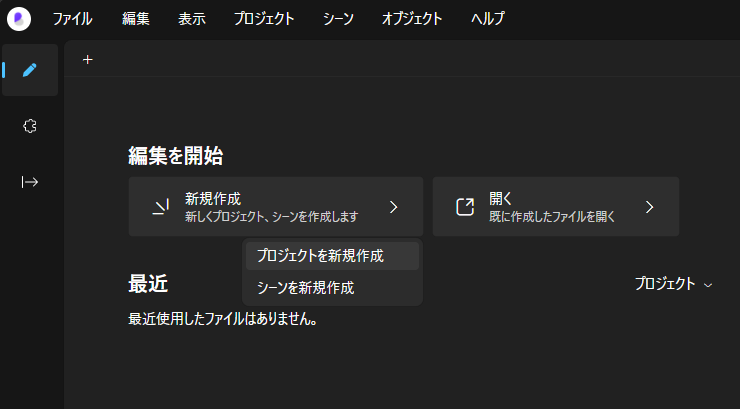 ファイル 編集 表示 プロジェクト シーン オブジェクト ヘルプ
+
編集を開始
新規作成
新しくプロジェクト、シーンを作成します
開く
既に作成したファイルを開く
プロジェクトを新規作成
シーンを新規作成
最近
プロジェクト
最近使用したファイルはありません。